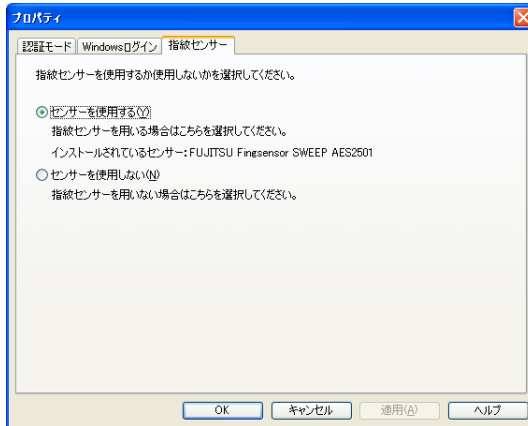 プロパティ
認証モード Windowsログイン 指紋センサー
指紋センサーを使用するか使用しないかを選択してください。
センサーを使用する(Y)
指紋センサーを用いる場合はこちらを選択してください。
インストールされているセンサー:FUJITSU Fingsensor SWEEP AES2501
センサーを使用しない(N)
指紋センサーを用いない場合はこちらを選択してください。
OK キャンセル 適用(A) ヘルプ